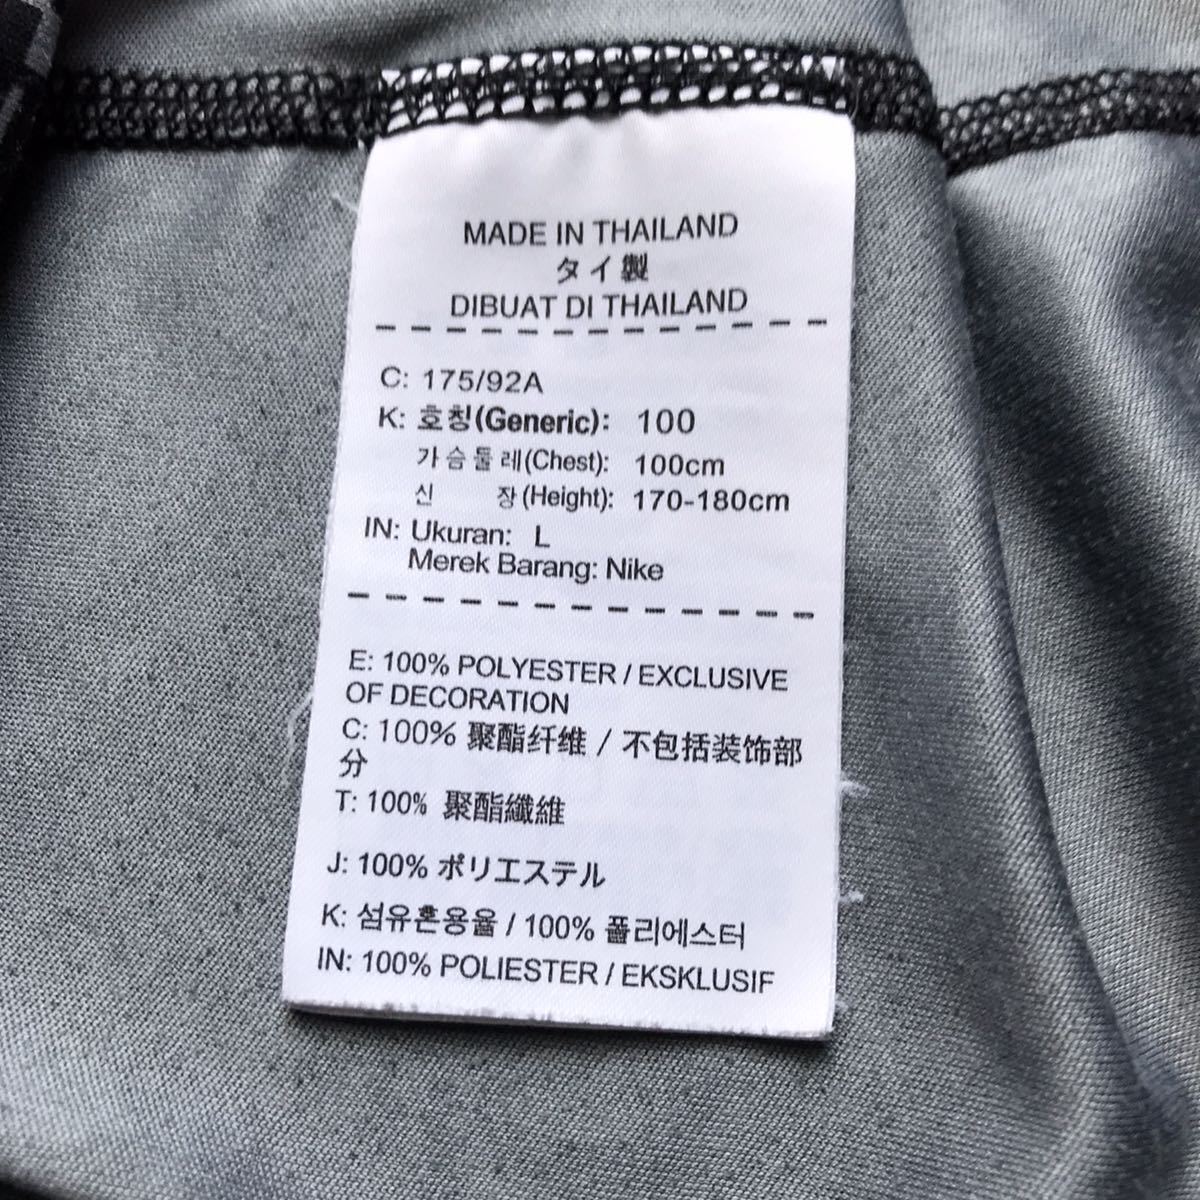 MADE IN THAILAND
タイ製
DIBUAT DI THAILAND
C: 175/92A
K: 호칭(Generic): 100
가슴둘레(Chest): 100cm
신 장(Height): 170-180cm
IN: Ukuran: L
Merek Barang: Nike
E: 100% POLYESTER / EXCLUSIVE
OF DECORATION
C: 100% 聚酯纤维 / 不包括装饰部
分
T: 100% 聚酯纖維
J: 100% ポリエステル
K: 섬유혼용율 / 100% 폴리에스터
IN: 100% POLIESTER / EKSKLUSIF